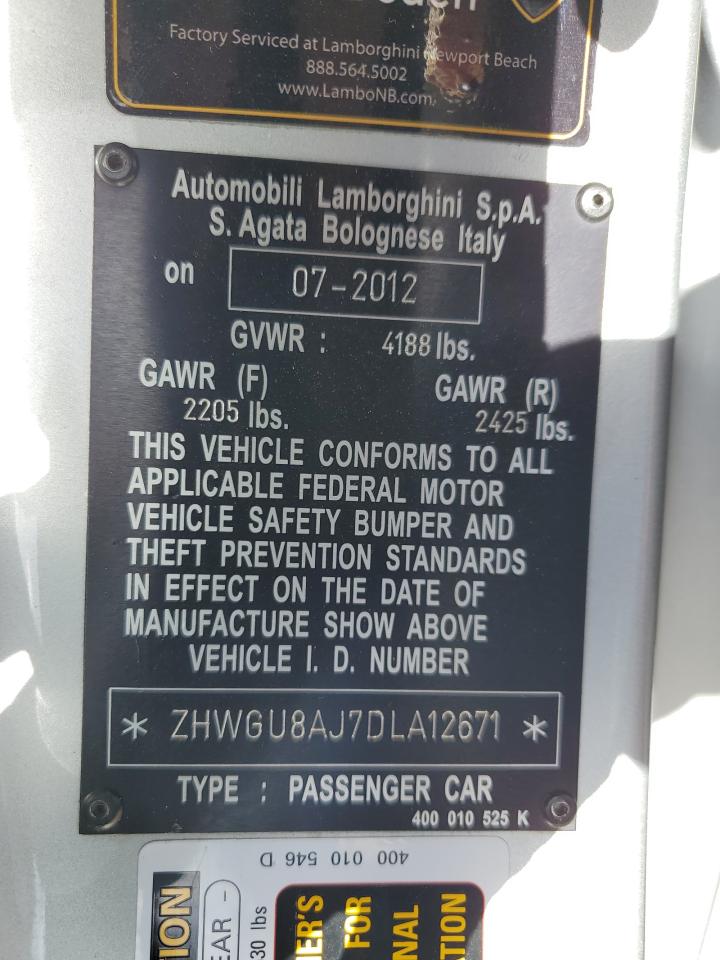 Factory Serviced at Lamborghini Newport Beach
888.564.5002
www.LamboNB.com
Automobili Lamborghini S.p.A.
S. Agata Bolognese Italy
on 07-2012
GVWR : 4188 lbs.
GAWR (F) GAWR (R)
2205 lbs. 2425 lbs.
THIS VEHICLE CONFORMS TO ALL
APPLICABLE FEDERAL MOTOR
VEHICLE SAFETY BUMPER AND
THEFT PREVENTION STANDARDS
IN EFFECT ON THE DATE OF
MANUFACTURE SHOW ABOVE
VEHICLE I. D. NUMBER
* ZHWGU8AJ7DLA12671 *
TYPE : PASSENGER CAR
400 010 525 K
400 010 546 D
FOR